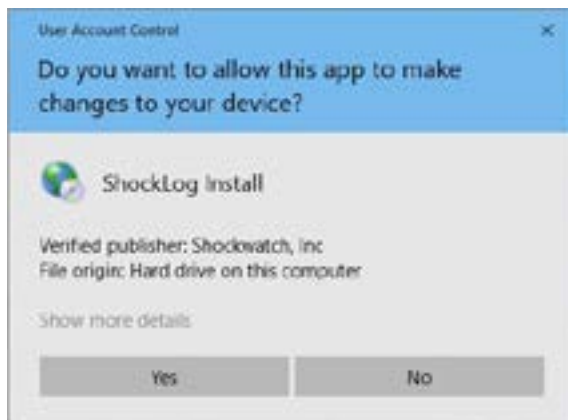 User Account Control
Do you want to allow this app to make
changes to your device?
ShockLog Install
Verified publisher: Shockwatch, Inc
File origin: Hard drive on this computer
Show more details
Yes
No